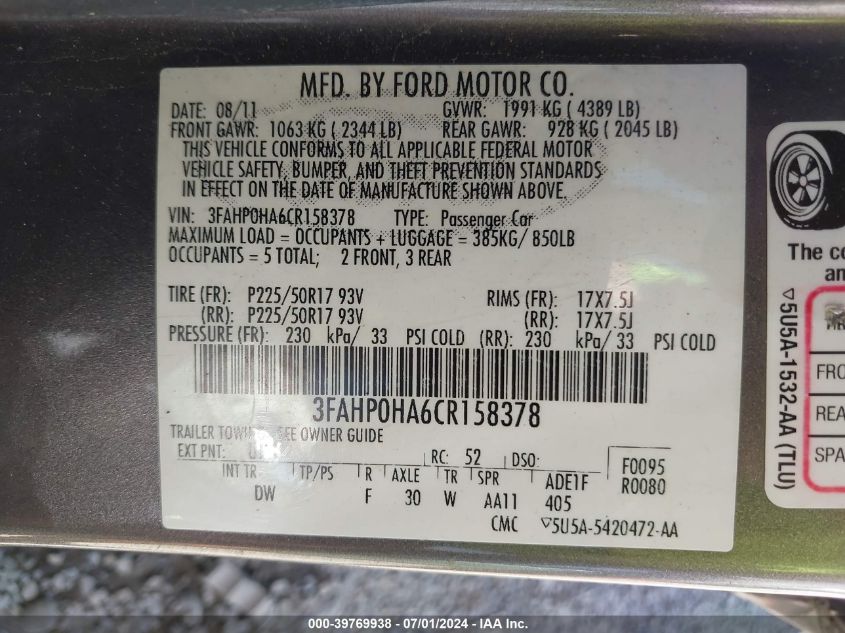 MFD. BY FORD MOTOR CO.
DATE: 08/11 GVWR: 1991 KG ( 4389 LB)
FRONT GAWR: 1063 KG ( 2344 LB) REAR GAWR: 928 KG ( 2045 LB)
THIS VEHICLE CONFORMS TO ALL APPLICABLE FEDERAL MOTOR
VEHICLE SAFETY, BUMPER, AND THEFT PREVENTION STANDARDS
IN EFFECT ON THE DATE OF MANUFACTURE SHOWN ABOVE.
VIN: 3FAHP0HA6CR158378 TYPE: Passenger Car
MAXIMUM LOAD = OCCUPANTS + LUGGAGE = 385KG/ 850LB
OCCUPANTS = 5 TOTAL; 2 FRONT, 3 REAR
TIRE (FR): P225/50R17 93V RIMS (FR): 17X7.5J
(RR): P225/50R17 93V (RR): 17X7.5J
PRESSURE (FR): 230 kPa/ 33 PSI COLD (RR): 230 kPa/ 33 PSI COLD
3FAHP0HA6CR158378
TRAILER SEE OWNER GUIDE
EXT PNT: RC: 52 DSO: F0095
INT TR TP/PS R AXLE TR SPR ADE1F R0080
DW F 30 W AA11 405
CMC ▽5U5A-5420472-AA
The co
an
▽5U5A-1532-AA (TLU)
FRO
REA
SPA
000-39769938 - 07/01/2024 - IAA Inc.